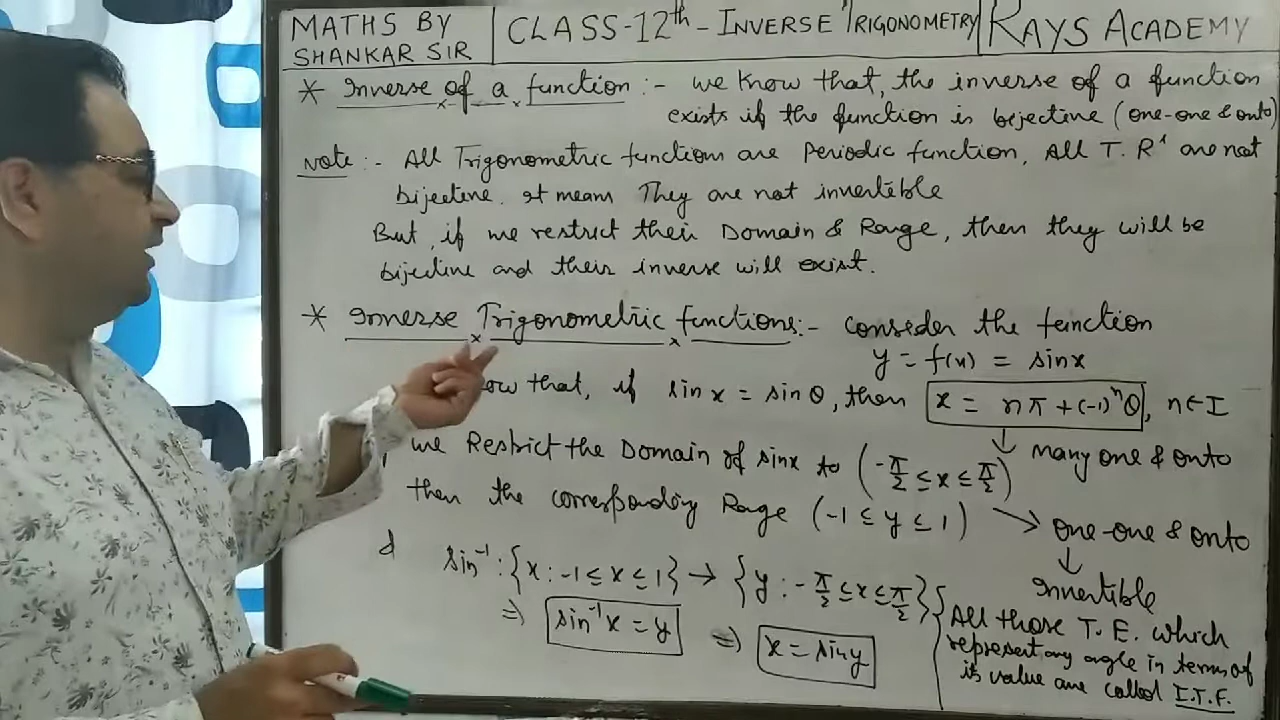 MATHS BY
SHANKAR SIR
CLASS-12th - INVERSE TRIGONOMETRY
RAYS ACADEMY
* Inverse of a function :- we know that, the inverse of a function
exists if the function is bijective (one-one & onto)
Note :- All Trigonometric function are Periodic function, All T.R's are not
bijective. It means They are not invertible
But, if we restrict their Domain & Range, then they will be
bijective and their inverse will exist.
* Inverse Trigonometric functions:- consider the function
y = f(x) = sinx
ow that, if sin x = sin θ, then x = nπ + (-1)ⁿθ, n∈I
↓ many one & onto
we Restrict the Domain of sinx to (-π/2 ≤ x ≤ π/2)
then the corresponding Range (-1 ≤ y ≤ 1) → one-one & onto
↓
Invertible
& sin⁻¹ : {x : -1 ≤ x ≤ 1} → {y : -π/2 ≤ x ≤ π/2}
⇒ sin⁻¹x = y ⇒ x = siny
All those T.E. which
represent any angle in terms of
its value are called I.T.F.